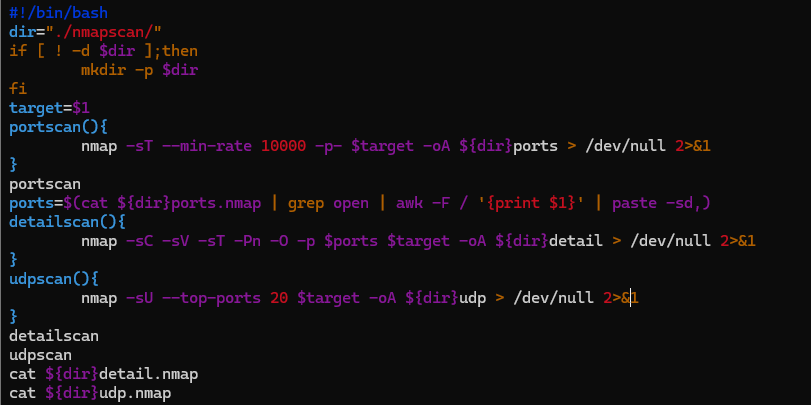 #!/bin/bash
dir="./nmapscan/"
if [ ! -d $dir ];then
        mkdir -p $dir
fi
target=$1
portscan(){
        nmap -sT --min-rate 10000 -p- $target -oA ${dir}ports > /dev/null 2>&1
}
portscan
ports=$(cat ${dir}ports.nmap | grep open | awk -F / '{print $1}' | paste -sd,)
detailscan(){
        nmap -sC -sV -sT -Pn -O -p $ports $target -oA ${dir}detail > /dev/null 2>&1
}
udpscan(){
        nmap -sU --top-ports 20 $target -oA ${dir}udp > /dev/null 2>&1
}
detailscan
udpscan
cat ${dir}detail.nmap
cat ${dir}udp.nmap